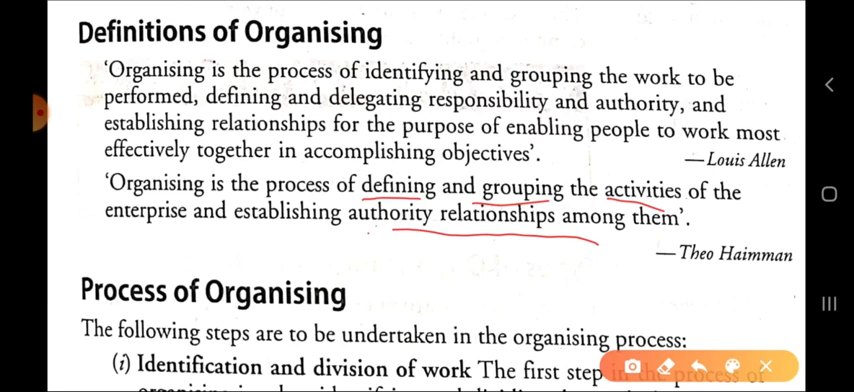 Definitions of Organising
'Organising is the process of identifying and grouping the work to be
performed, defining and delegating responsibility and authority, and
establishing relationships for the purpose of enabling people to work most
effectively together in accomplishing objectives'.
—Louis Allen
'Organising is the process of defining and grouping the activities of the
enterprise and establishing authority relationships among them'.
—Theo Haimman
Process of Organising
The following steps are to be undertaken in the organising process:
(i) Identification and division of work The first step in the process of